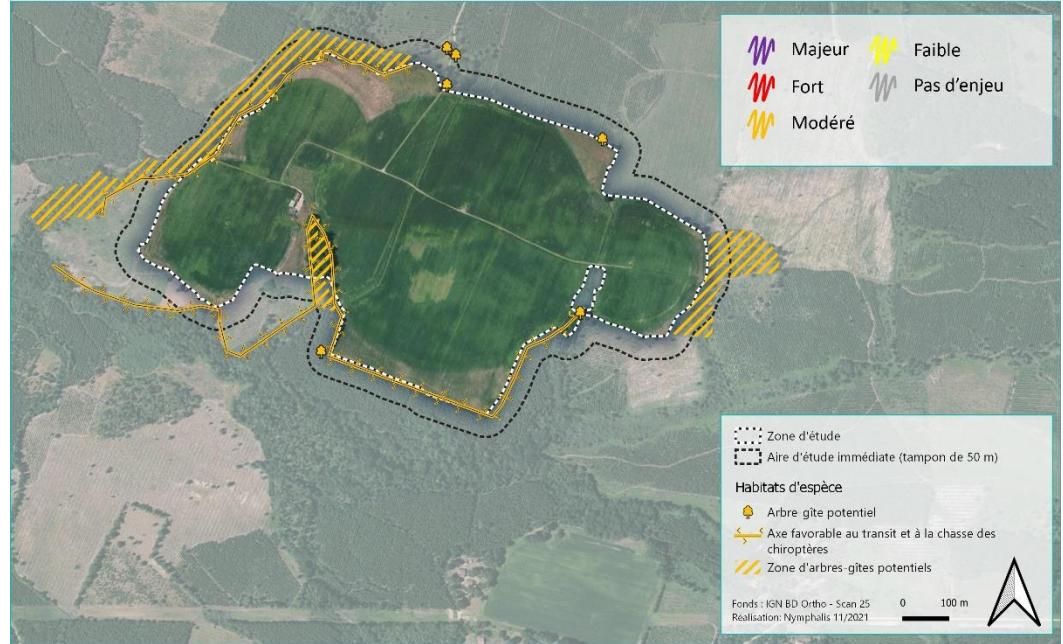 Majeur
Faible
Fort
Pas d'enjeu
Modéré
Zone d'étude
Aire d'étude immédiate (tampon de 50 m)
Habitats d'espèce
Arbre-gîte potentiel
Axe favorable au transit et à la chasse des
chiroptères
Zone d'arbres-gîtes potentiels
Fonds : IGN BD Ortho - Scan 25
Réalisation: Nymphalis 11/2021
0 100 m